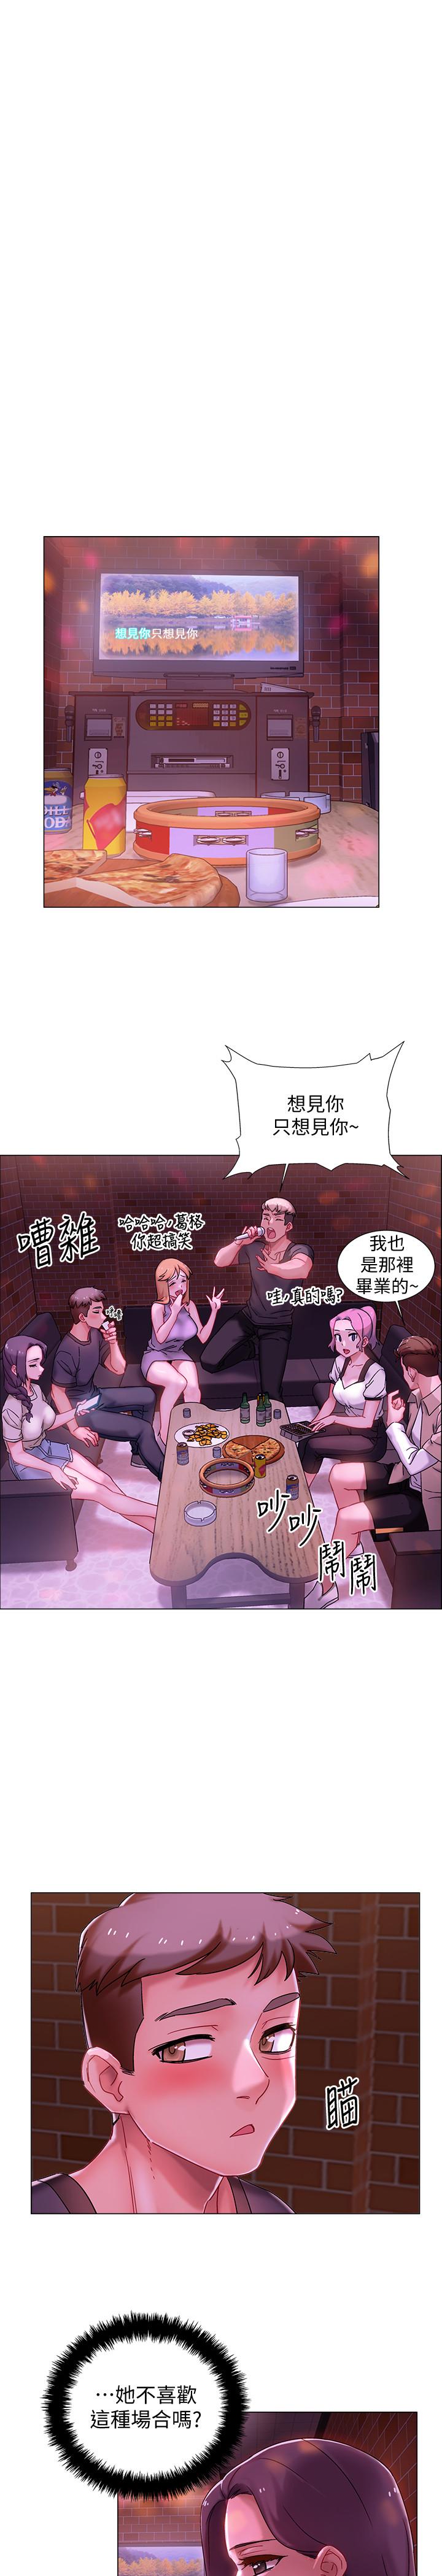 想見你只想見你
想見你
只想見你~
嘈雜
哈哈哈,葛格
你超搞笑
哇,真的嗎?
我也
是那裡
畢業的~
吵吵
鬧鬧
瞄
…她不喜歡
這種場合嗎?